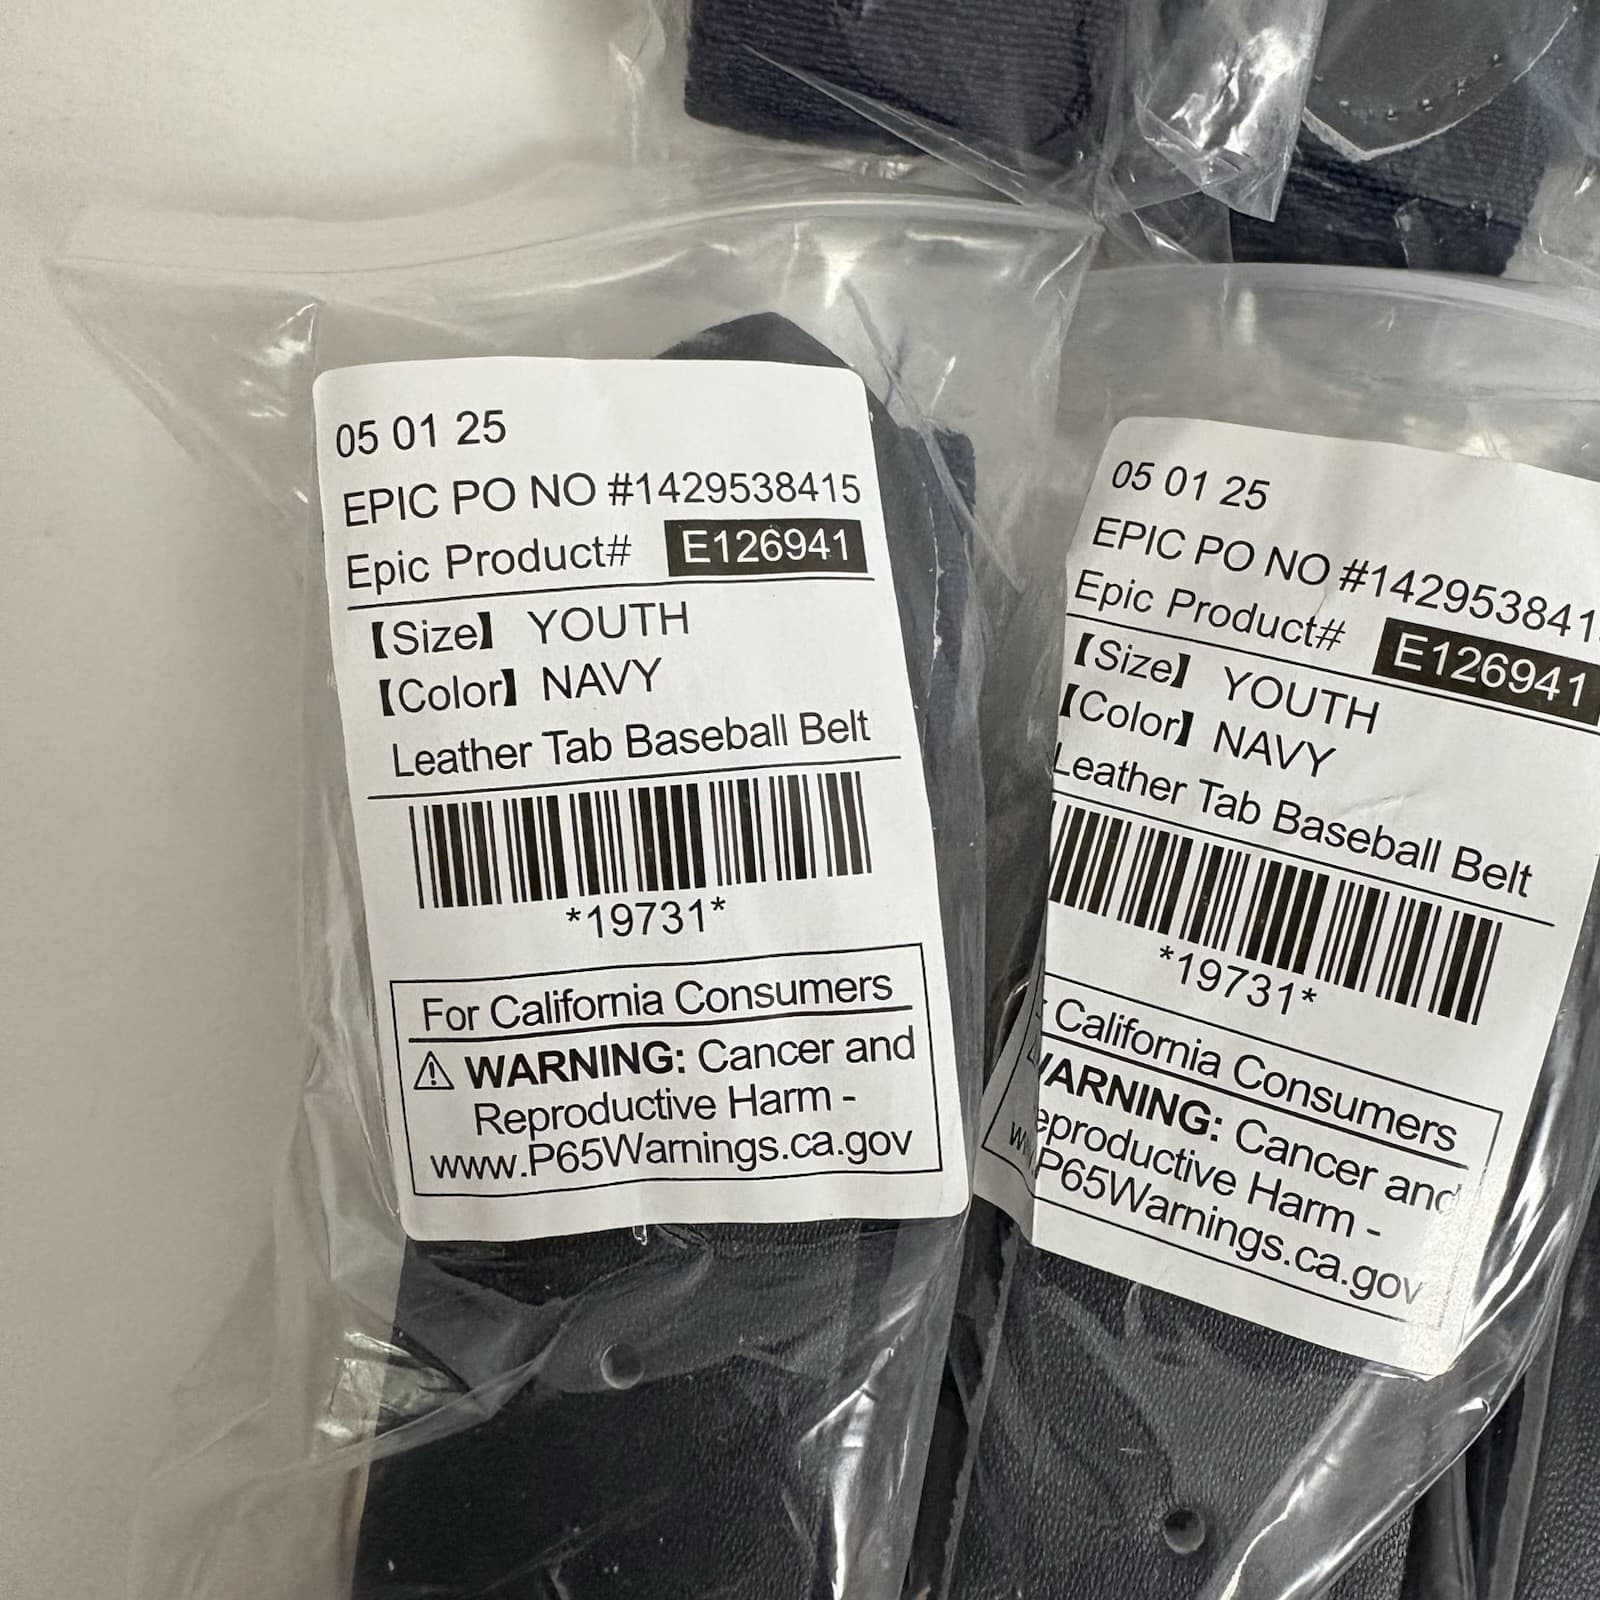 05 01 25
EPIC PO NO #1429538415
Epic Product# E126941
【Size】 YOUTH
【Color】 NAVY
Leather Tab Baseball Belt
*19731*
For California Consumers
⚠ WARNING: Cancer and
Reproductive Harm -
www.P65Warnings.ca.gov
05 01 25
EPIC PO NO #142953841
Epic Product# E126941
【Size】 YOUTH
【Color】 NAVY
Leather Tab Baseball Belt
*19731*
California Consumers
WARNING: Cancer and
eproductive Harm -
P65Warnings.ca.gov